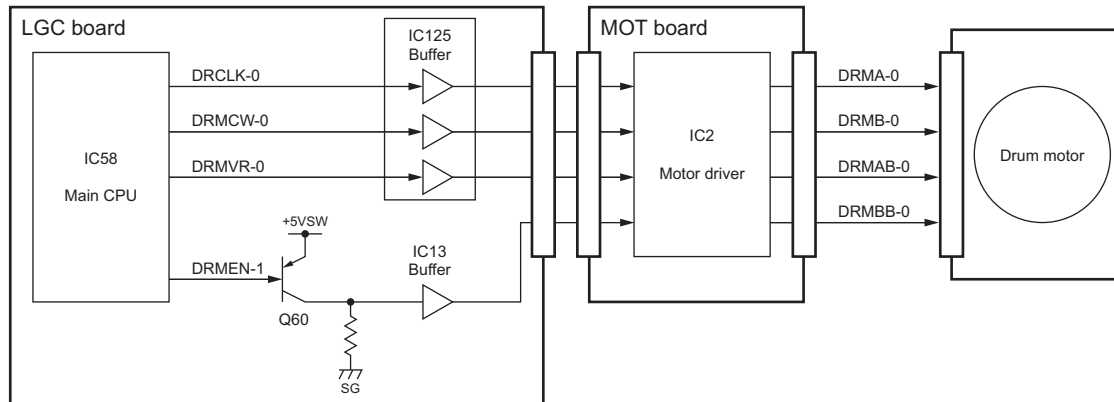 LGC board
IC58
Main CPU
DRCLK-0
DRMCW-0
DRMVR-0
DRMEN-1
IC125
Buffer
+5VSW
Q60
SG
IC13
Buffer
MOT board
IC2
Motor driver
DRMA-0
DRMB-0
DRMAB-0
DRMBB-0
Drum motor